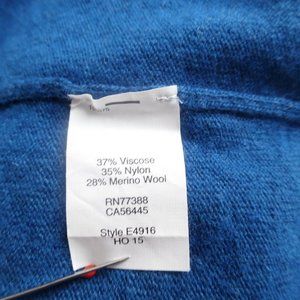 37% Viscose
35% Nylon
28% Merino Wool
RN77388
CA56445
Style E4916
HO 15